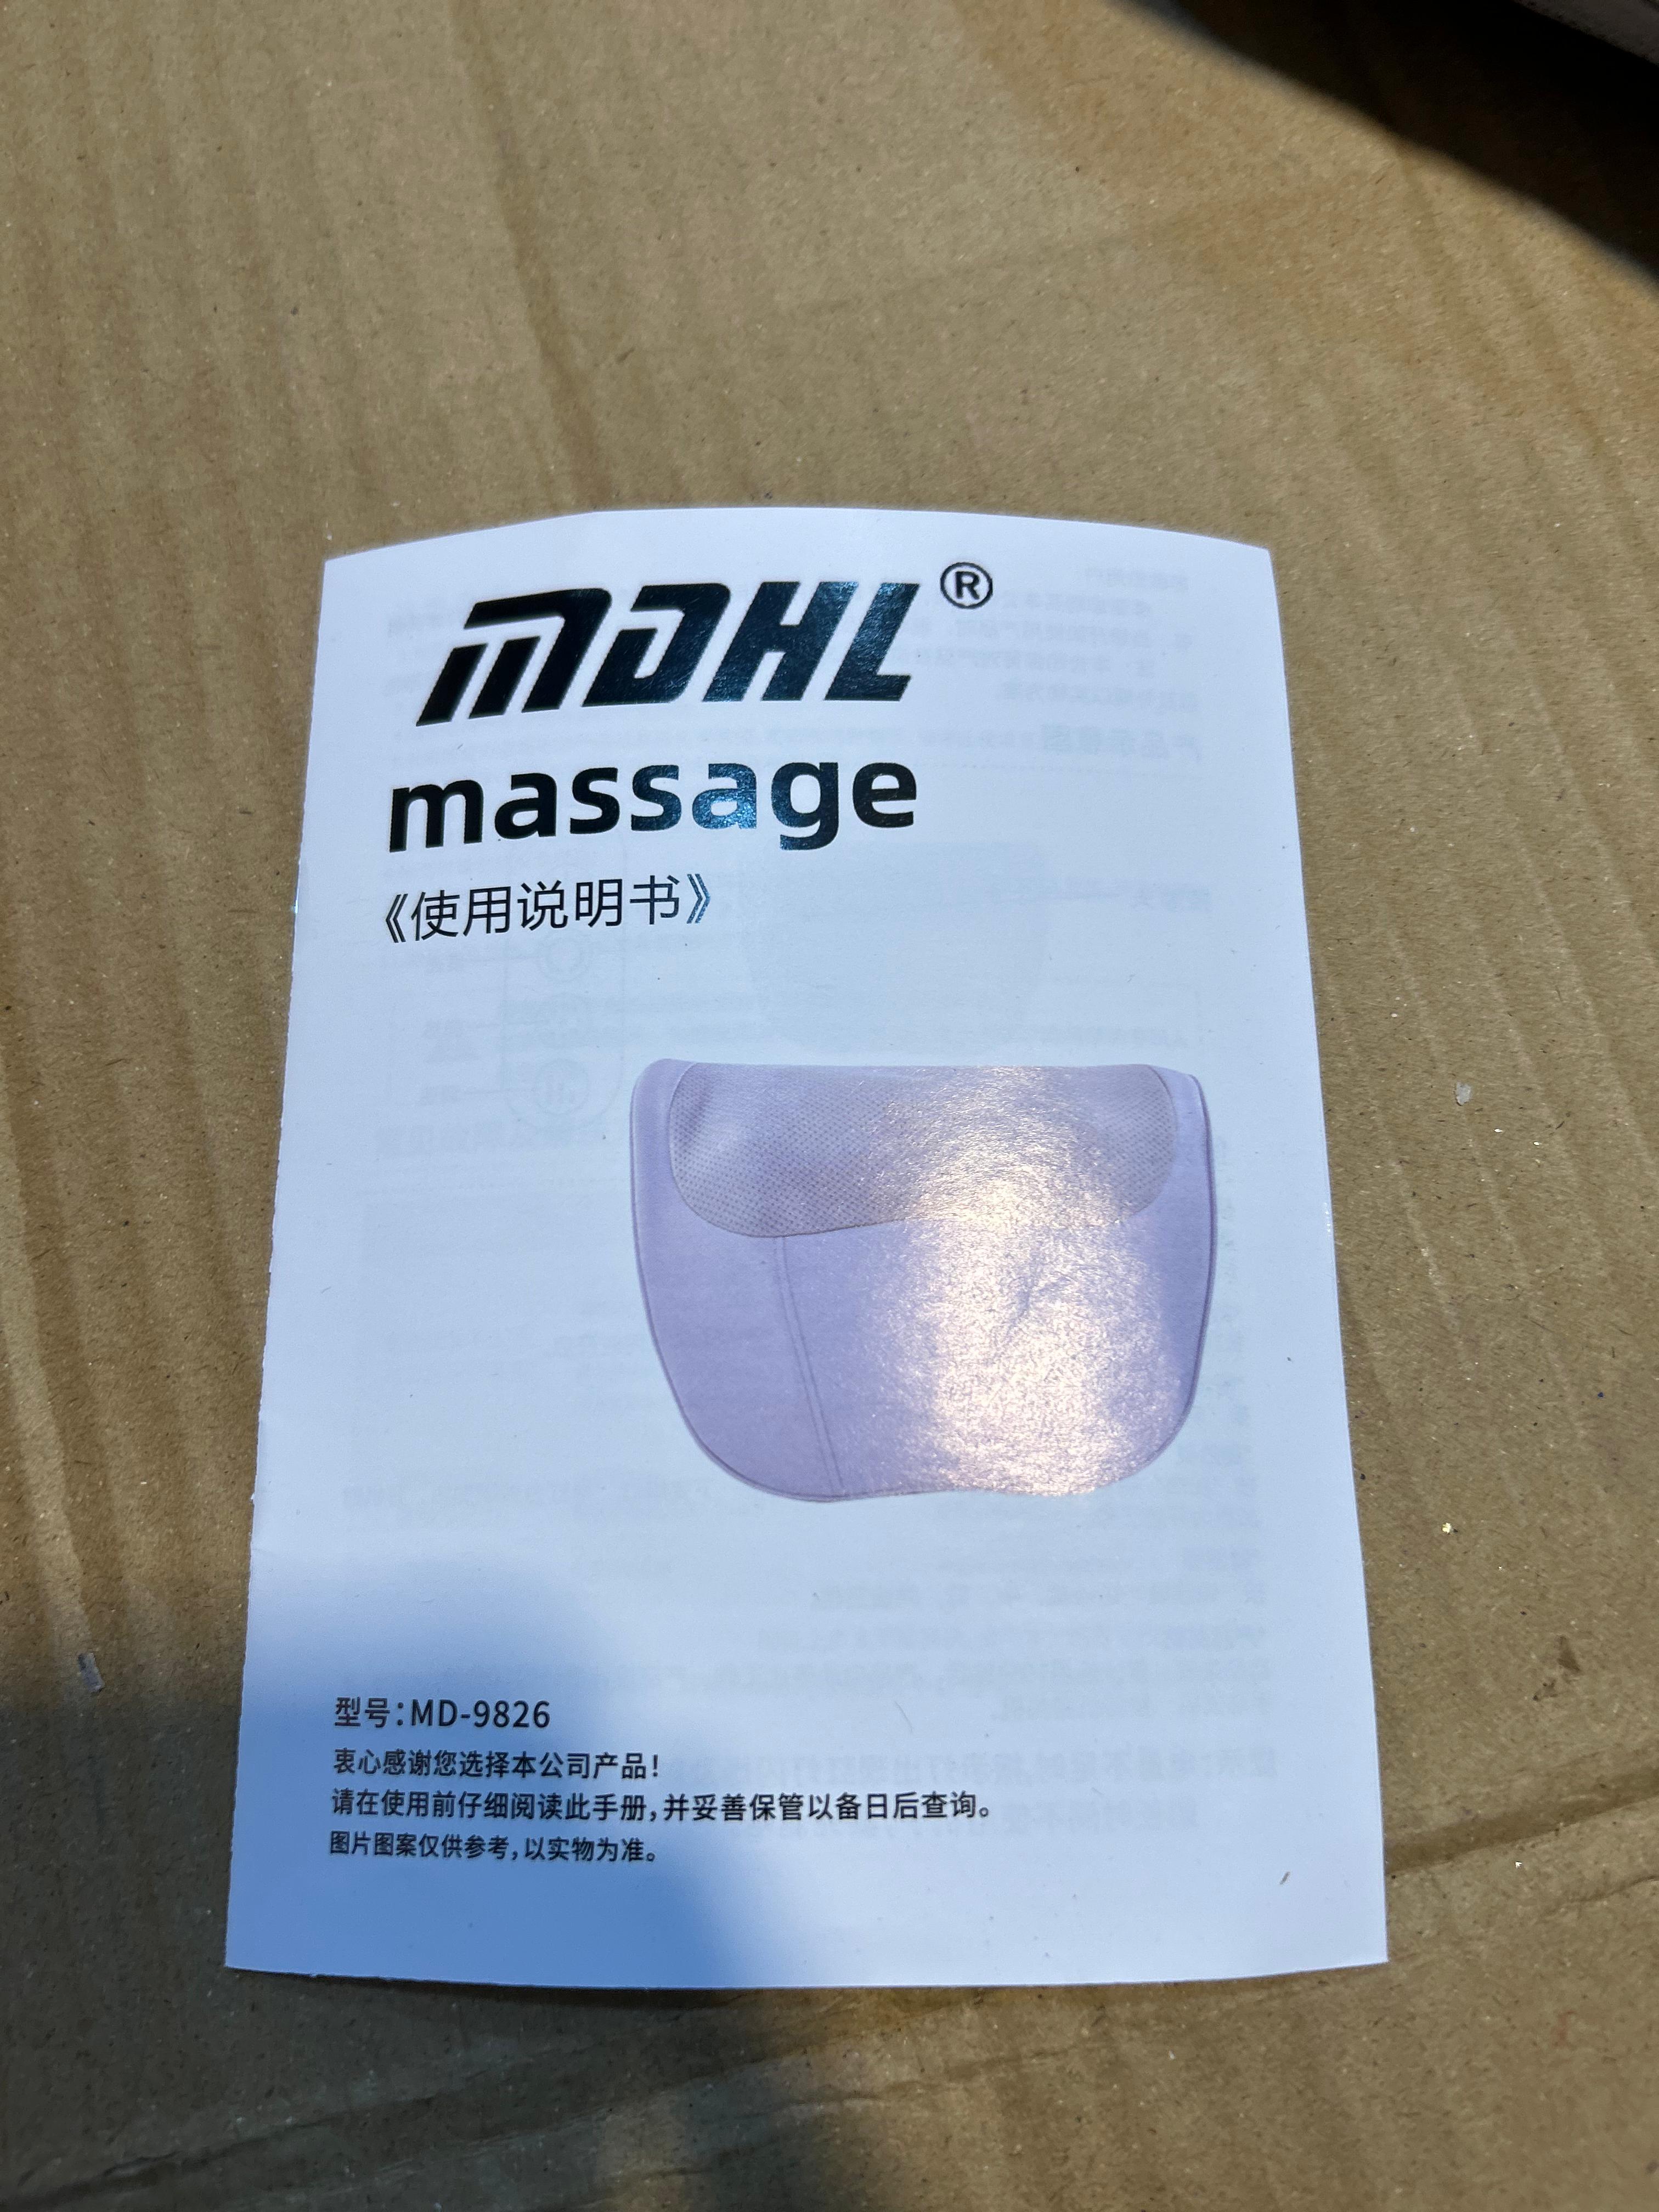 MDHL®
massage
《使用说明书》
型号：MD-9826
衷心感谢您选择本公司产品！
请在使用前仔细阅读此手册，并妥善保管以备日后查询。
图片图案仅供参考，以实物为准。